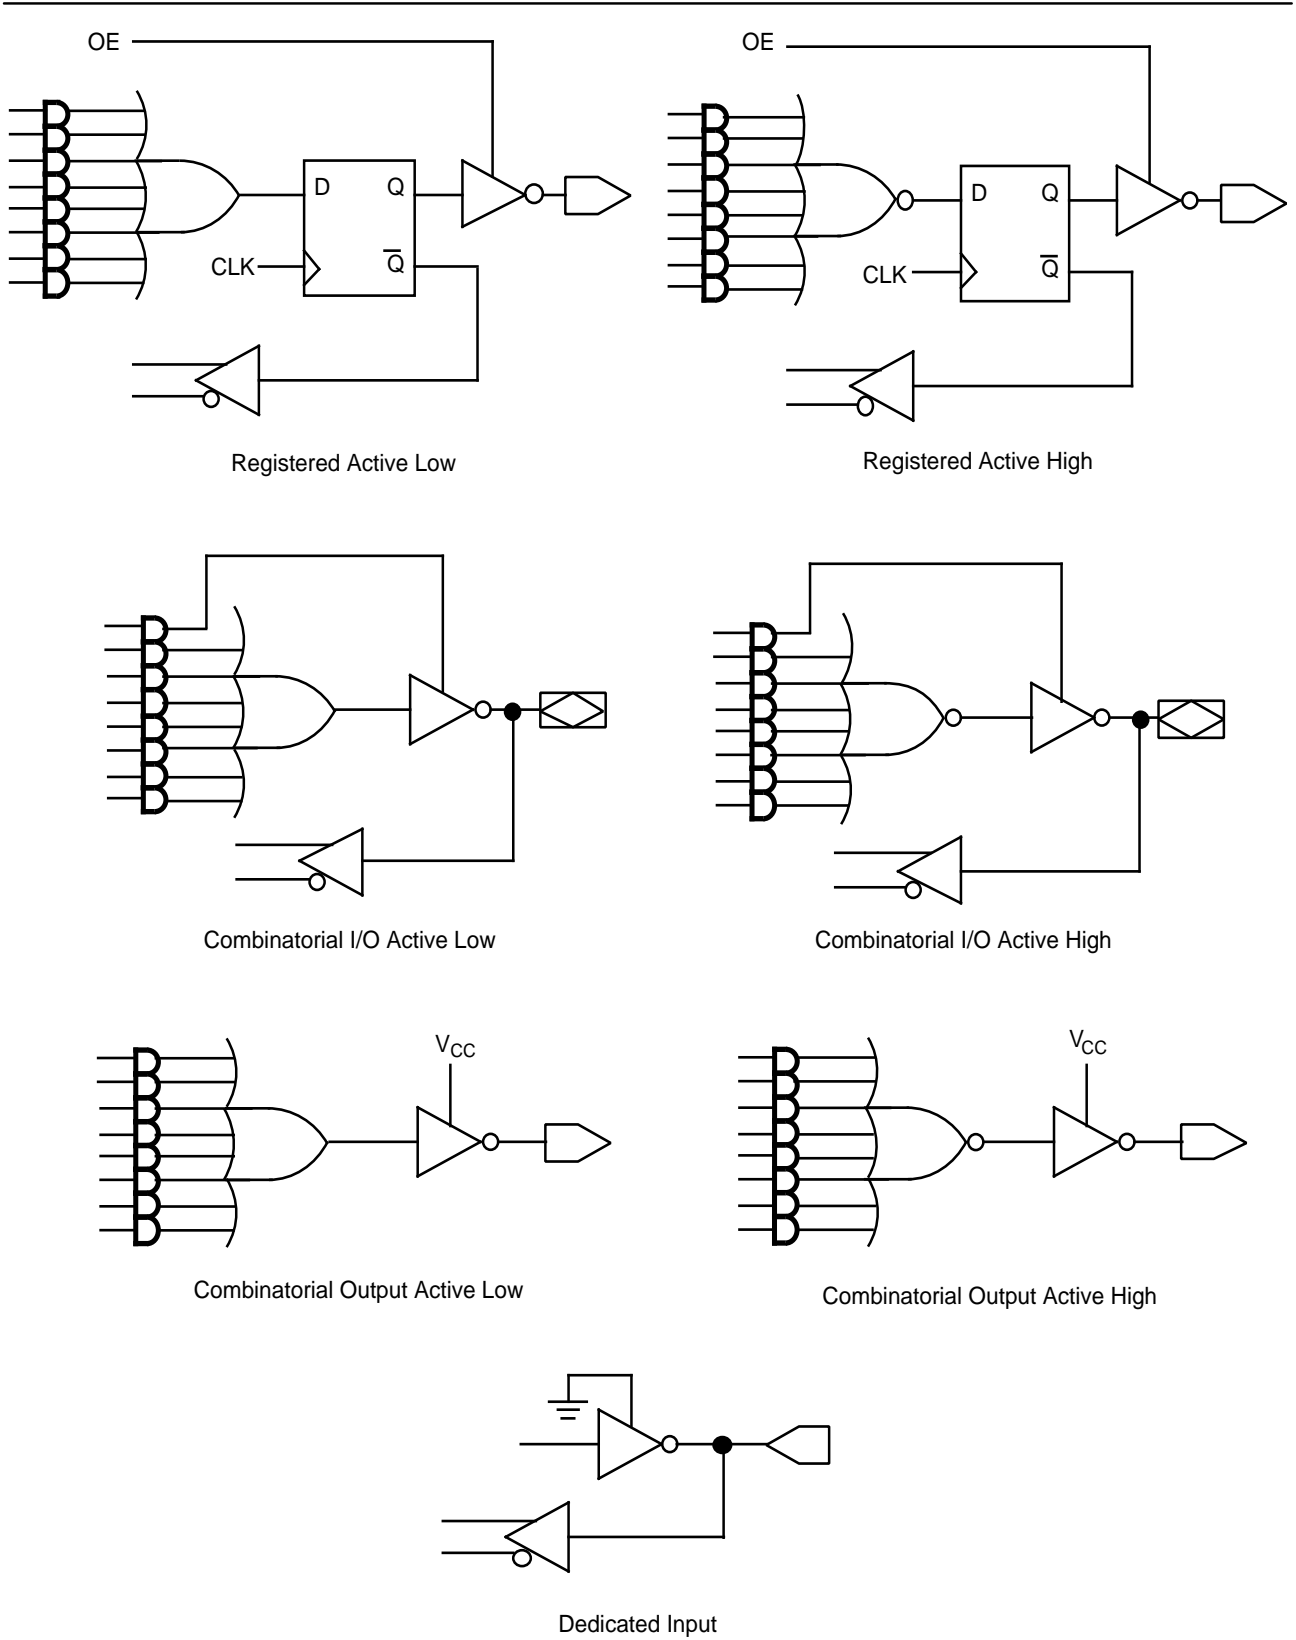 OE
OE
D Q
D Q
CLK Q̅
CLK Q̅
Registered Active Low
Registered Active High
Combinatorial I/O Active Low
Combinatorial I/O Active High
VCC
VCC
Combinatorial Output Active Low
Combinatorial Output Active High
Dedicated Input